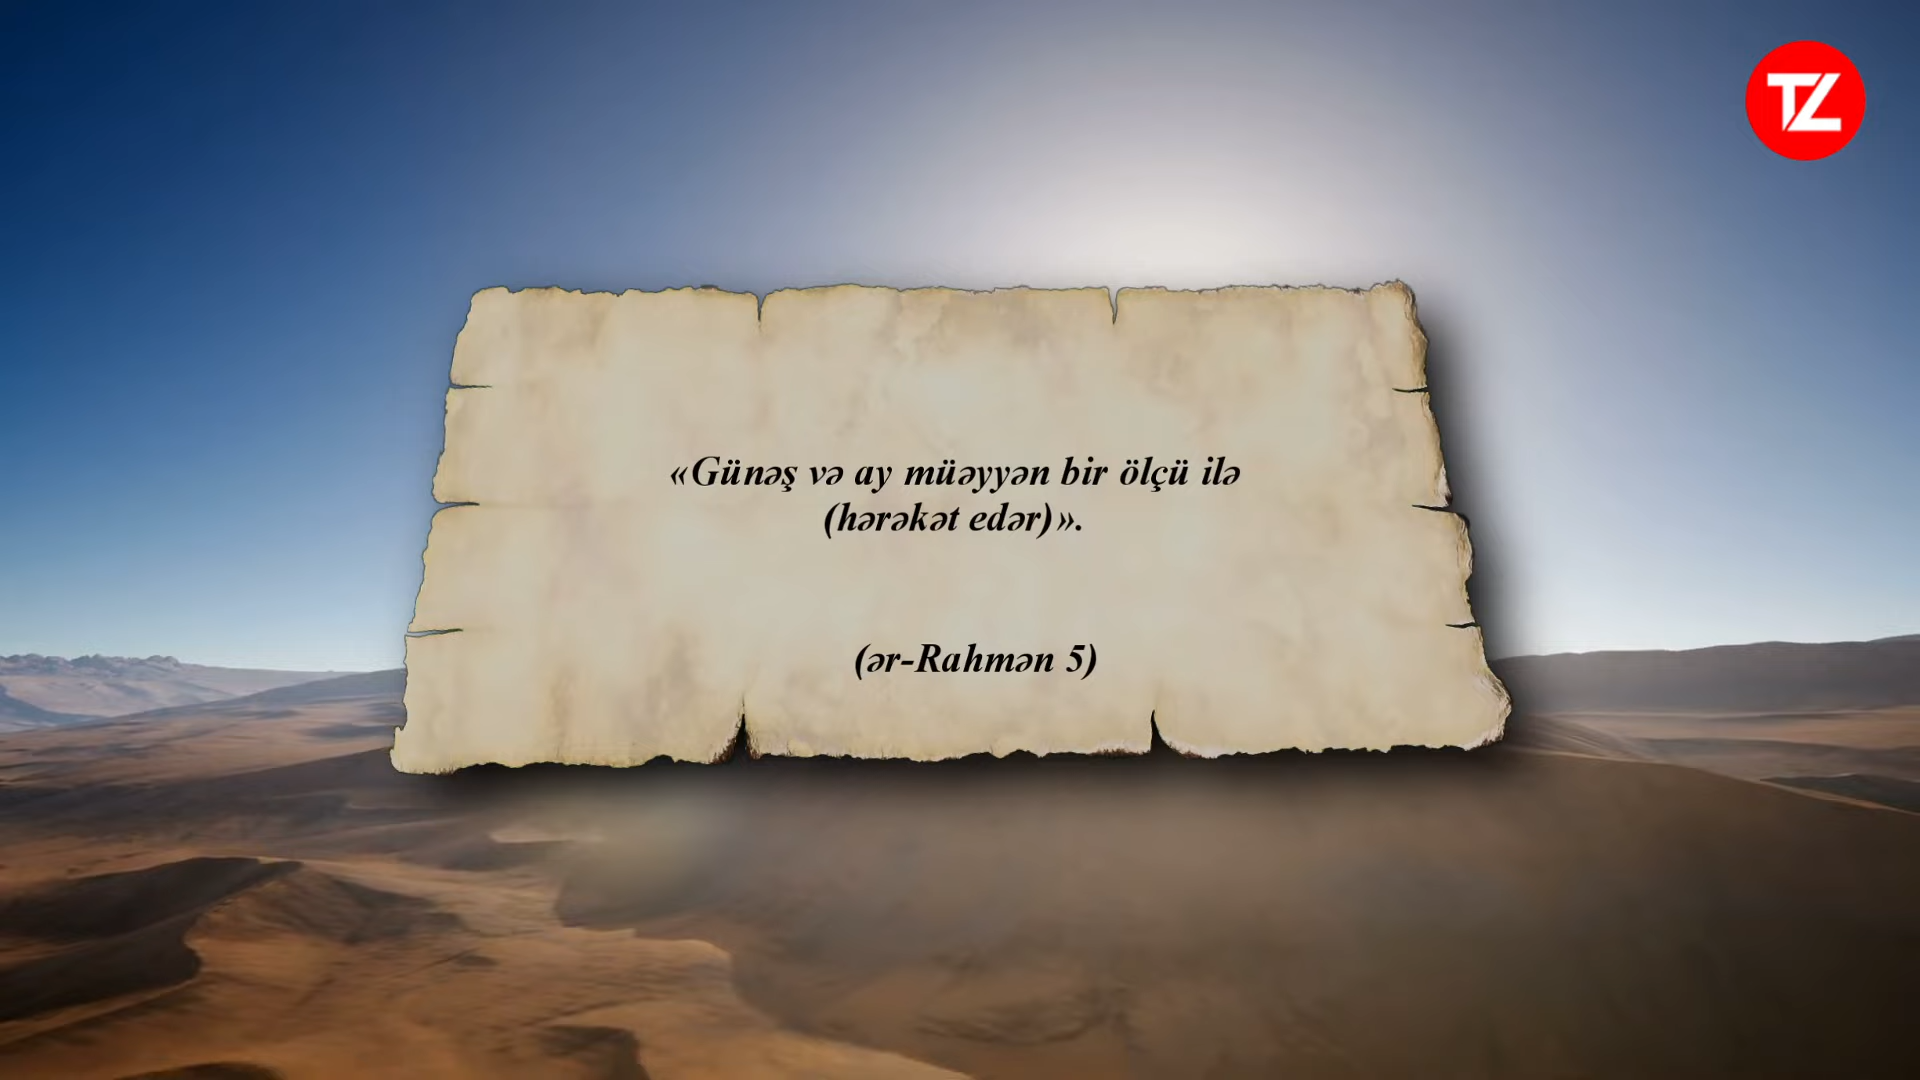 TZ
«Günəş və ay müəyyən bir ölçü ilə
(hərəkət edər)».
(ər-Rahmən 5)